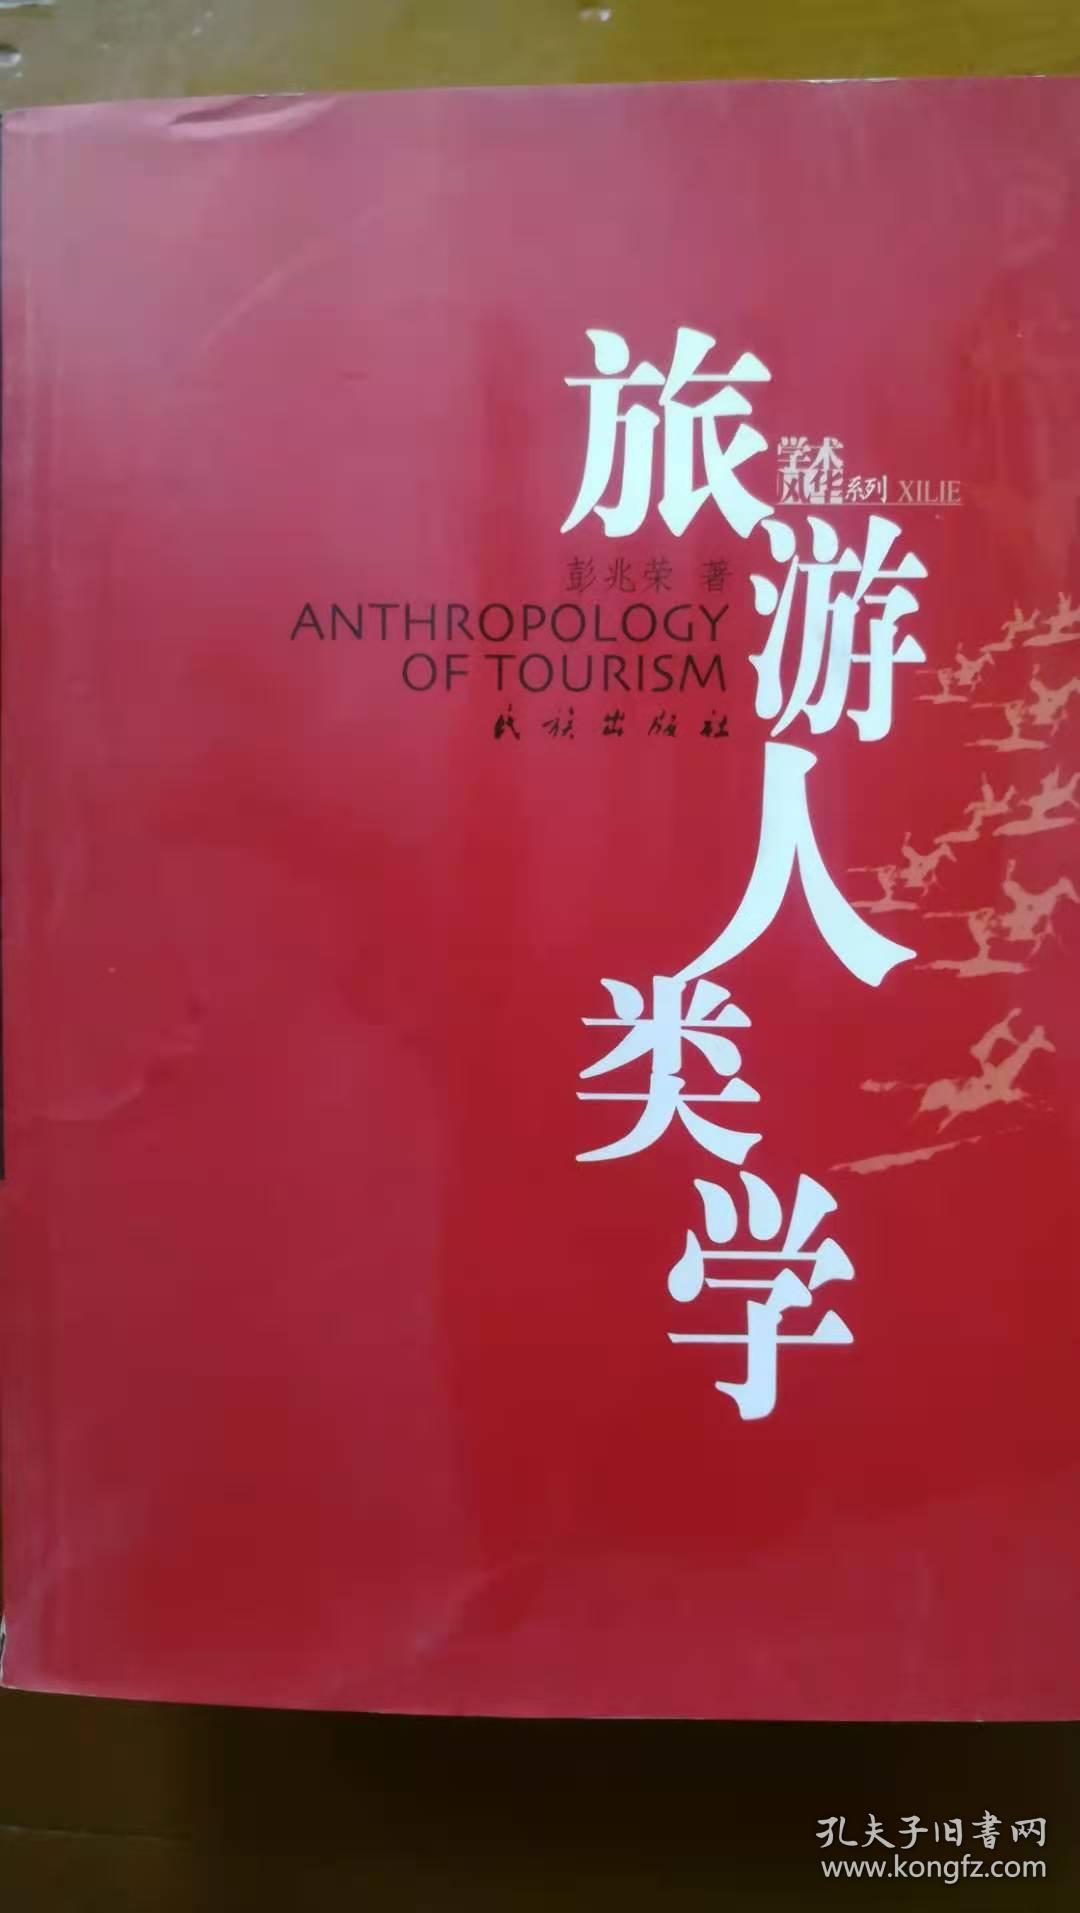 旅游人类学
学术
风华系列 XILIE
彭兆荣 著
ANTHROPOLOGY
OF TOURISM
民族出版社
孔夫子旧書网
www.kongfz.com